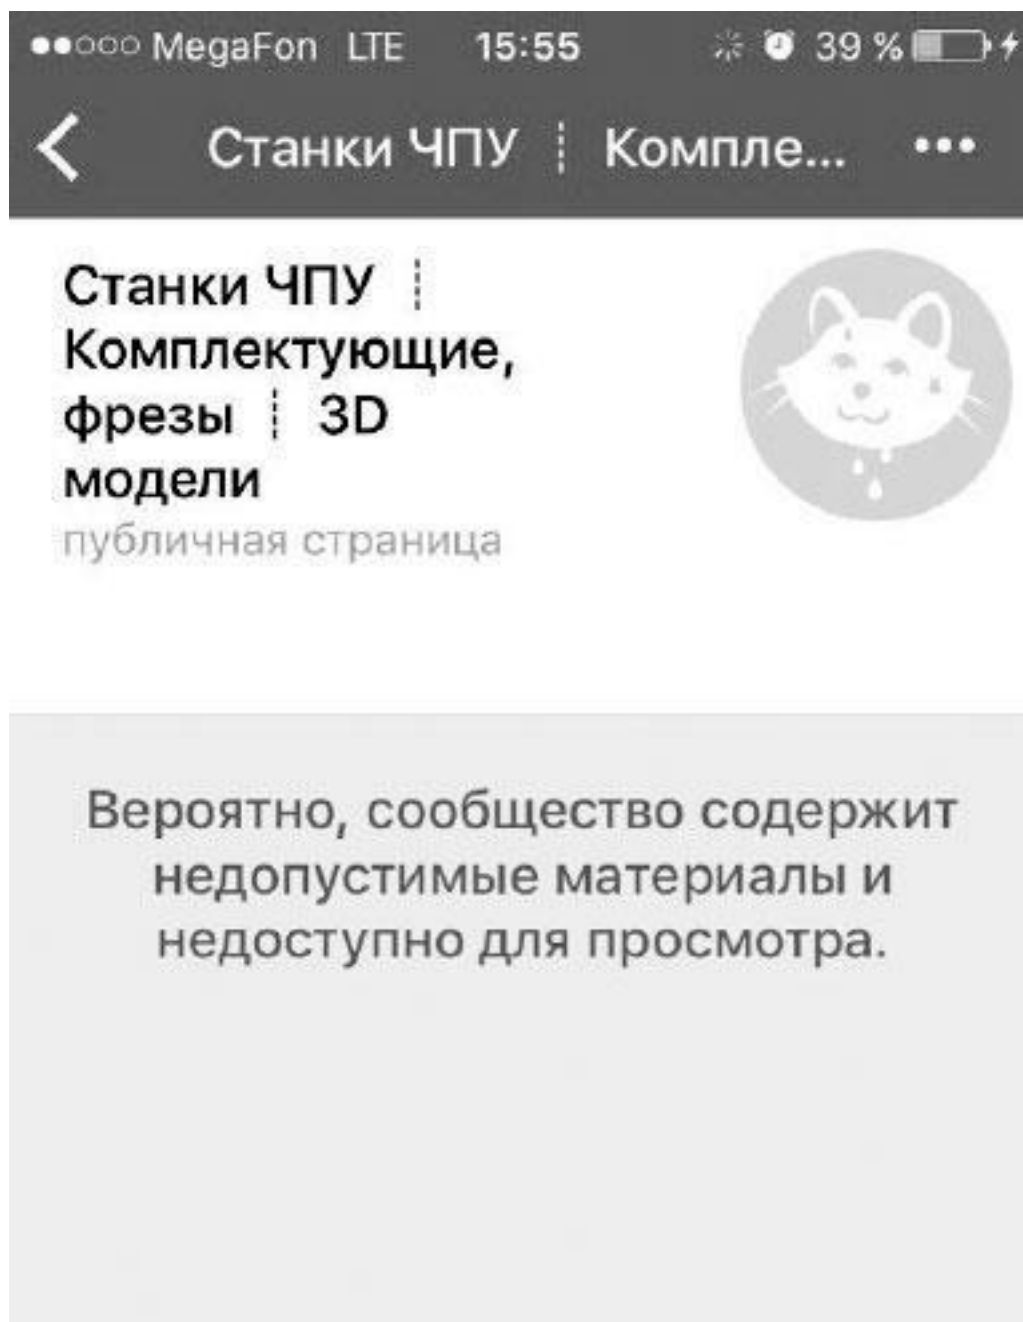 MegaFon LTE 15:55 39 %
Станки ЧПУ ┊ Компле...
Станки ЧПУ ┊
Комплектующие,
фрезы ┊ 3D
модели
публичная страница
Вероятно, сообщество содержит
недопустимые материалы и
недоступно для просмотра.